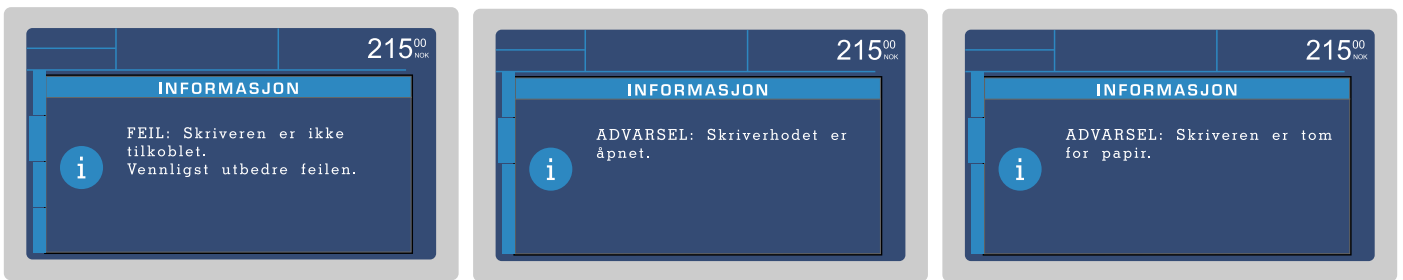 215 00 NOK
INFORMASJON
FEIL: Skriveren er ikke
tilkoblet.
Vennligst utbedre feilen.
i
215 00 NOK
INFORMASJON
ADVARSEL: Skriverhodet er
åpnet.
i
215 00 NOK
INFORMASJON
ADVARSEL: Skriveren er tom
for papir.
i